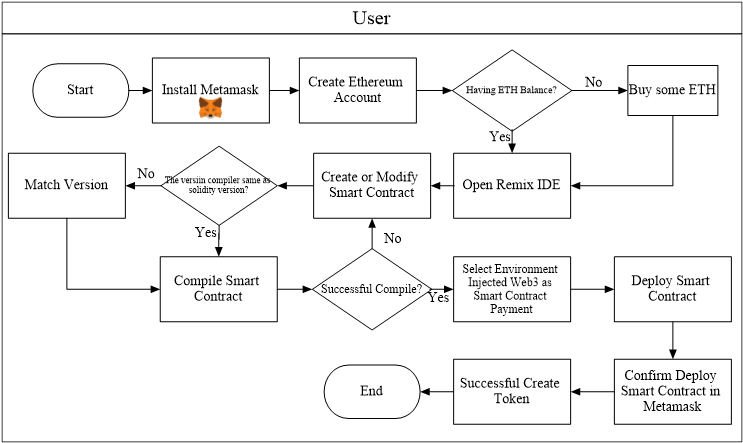 User
Start
Install Metamask
Create Ethereum
Account
Having ETH Balance?
No
Buy some ETH
Yes
Match Version
No
The versiin compiler same as
solidity version?
Create or Modify
Smart Contract
Open Remix IDE
Yes
No
Compile Smart
Contract
Successful Compile?
Yes
Select Environment
Injected Web3 as
Smart Contract
Payment
Deploy Smart
Contract
End
Successful Create
Token
Confirm Deploy
Smart Contract in
Metamask